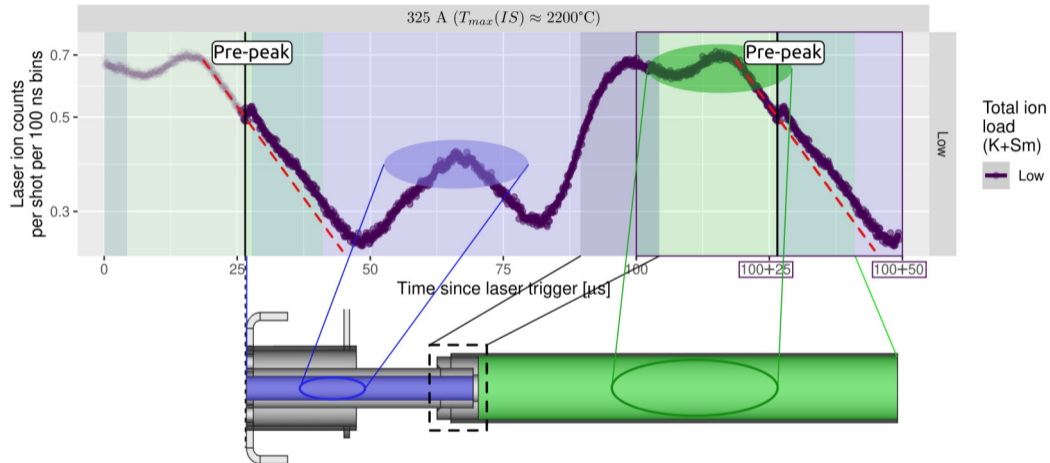 325 A (T_max(IS) ≈ 2200°C)
Pre-peak
Pre-peak
0.7
0.5
0.3
Laser ion counts
per shot per 100 ns bins
Low
Total ion
load
(K+Sm)
Low
0
25
50
75
100
100+25
100+50
Time since laser trigger [µs]